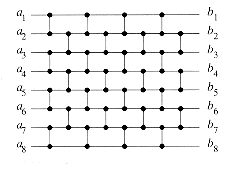 a₁ b₁
a₂ b₂
a₃ b₃
a₄ b₄
a₅ b₅
a₆ b₆
a₇ b₇
a₈ b₈